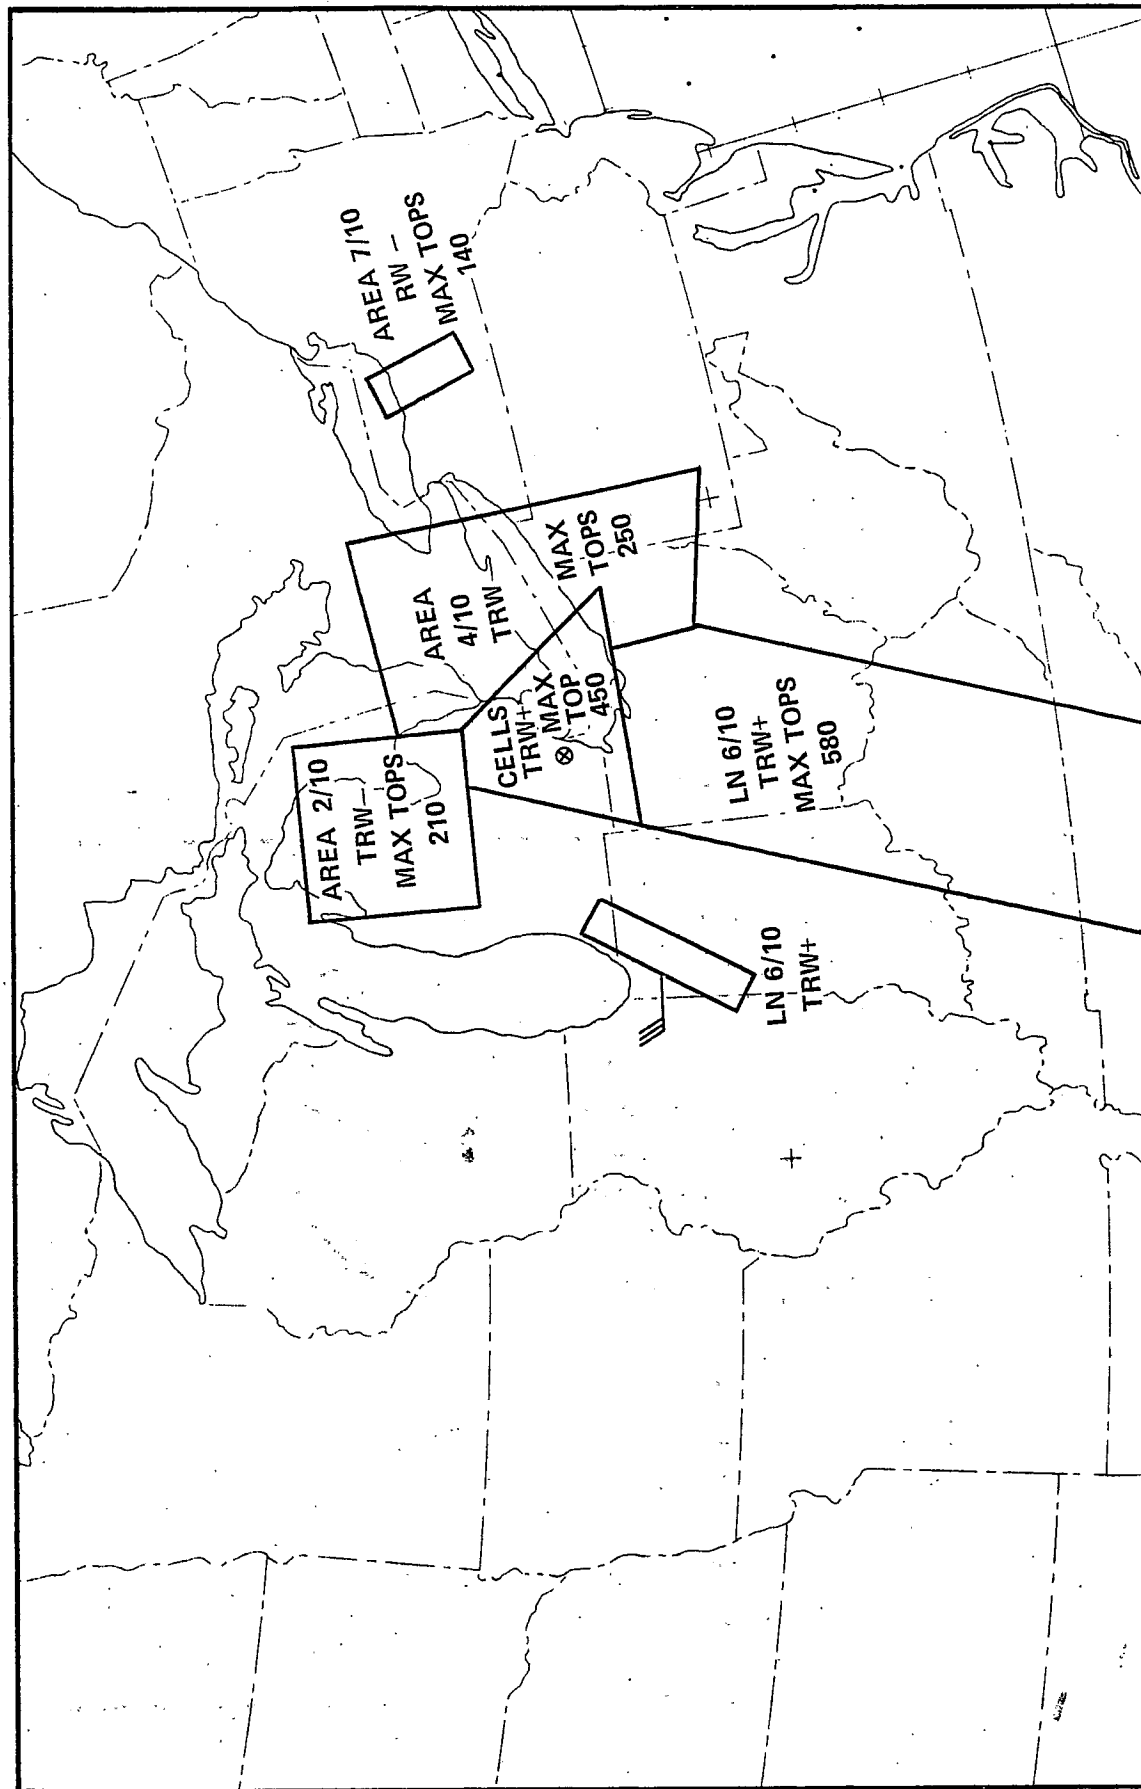 AREA 7/10
RW —
MAX TOPS
140
AREA
4/10
TRW—
MAX
TOPS
250
AREA 2/10
TRW—
MAX TOPS
210
CELLS
TRW++
⊗ MAX
TOP
450
LN 6/10
TRW+
MAX TOPS
580
LN 6/10
TRW+